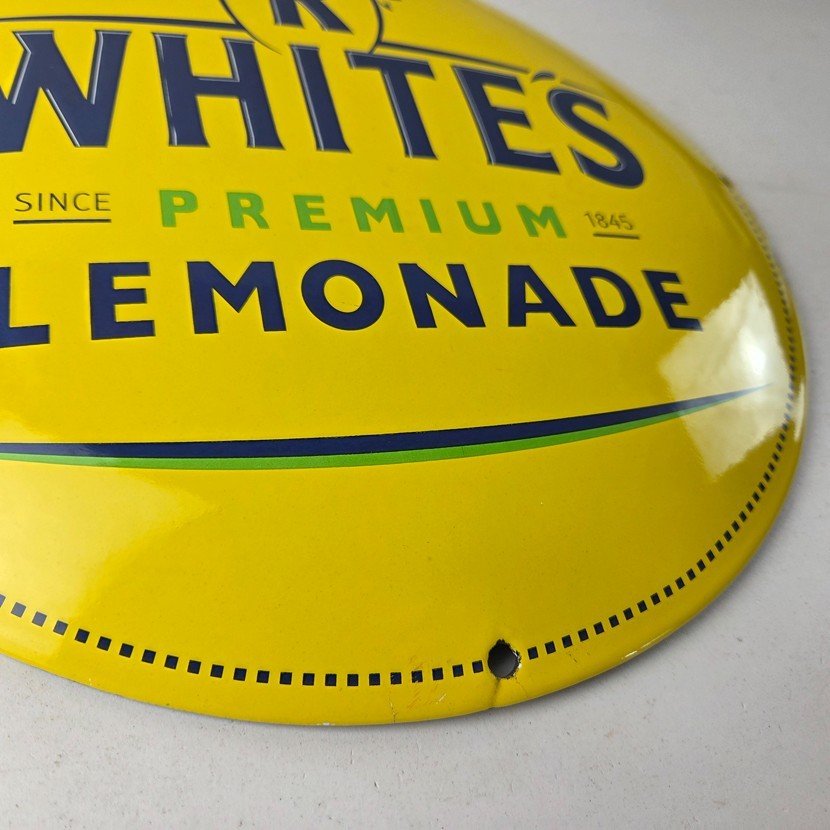 R
WHITE'S
SINCE PREMIUM 1845
LEMONADE